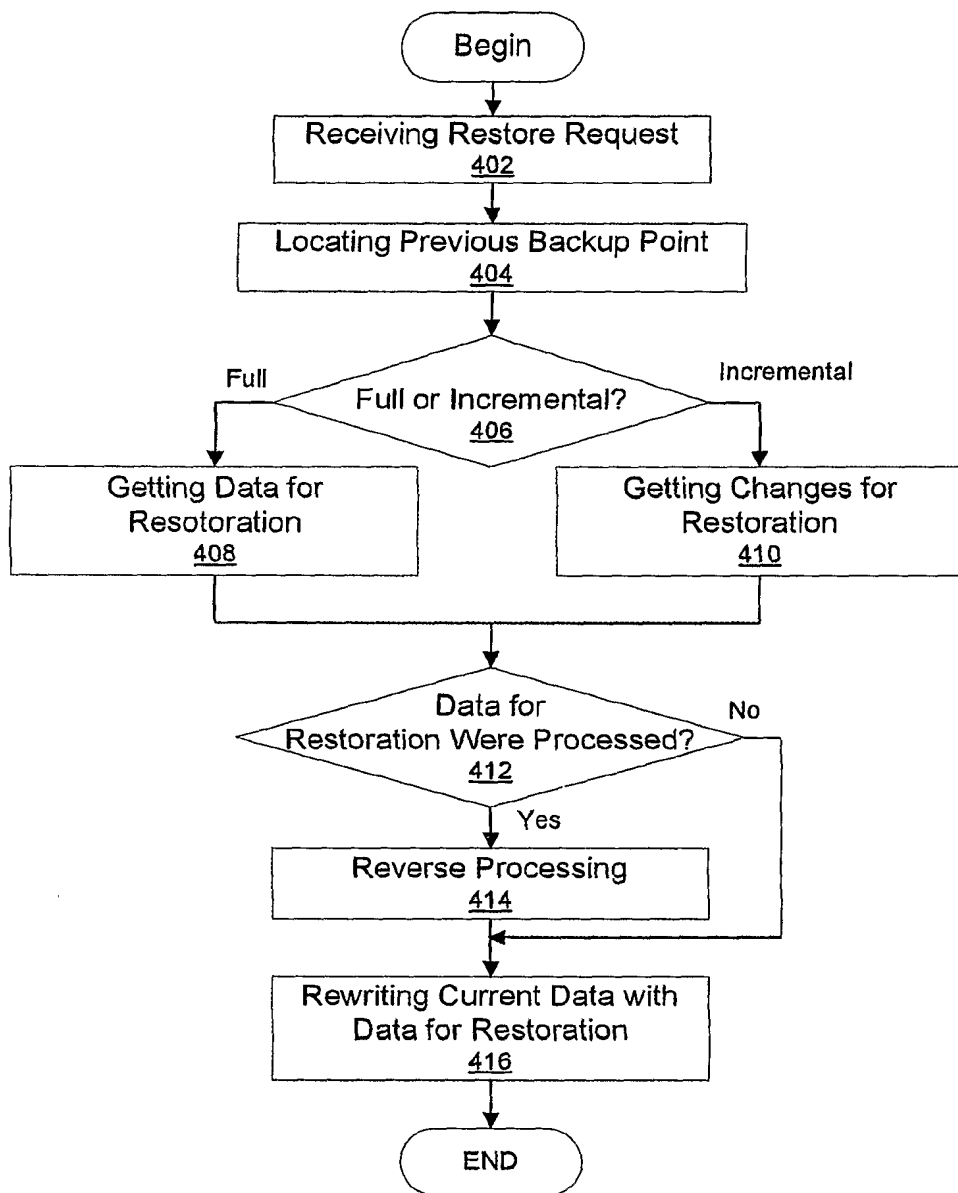 Begin
Receiving Restore Request
402
Locating Previous Backup Point
404
Full
Incremental
Full or Incremental?
406
Getting Data for
Resotoration
408
Getting Changes for
Restoration
410
Data for
Restoration Were Processed?
412
No
Yes
Reverse Processing
414
Rewriting Current Data with
Data for Restoration
416
END